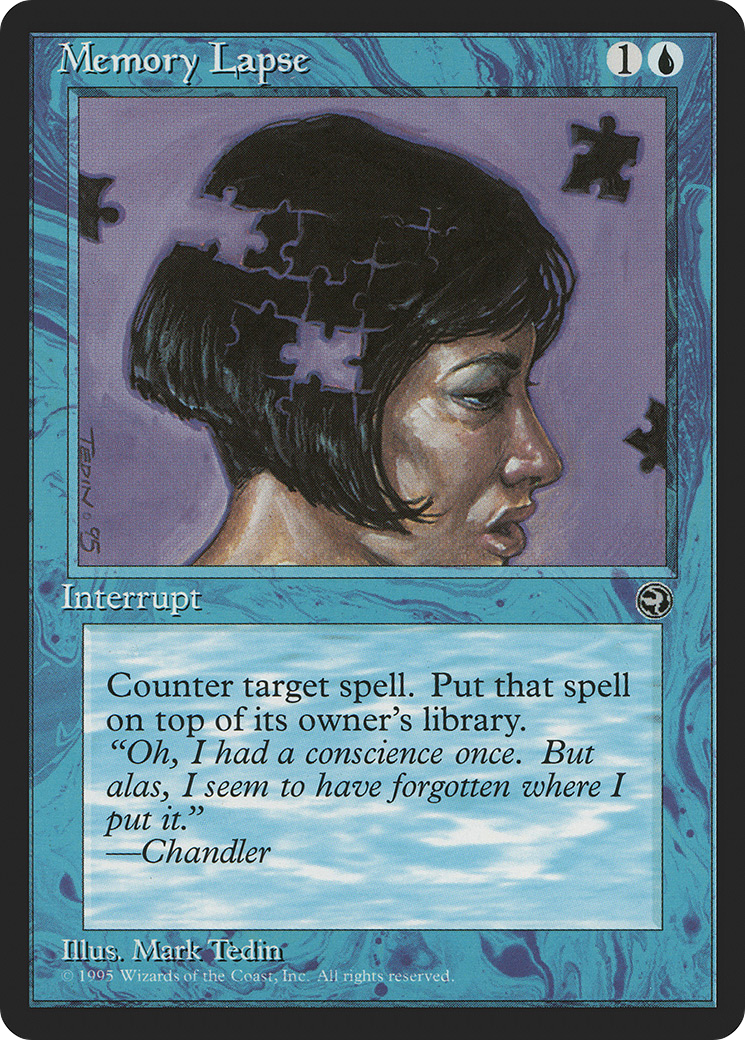 Memory Lapse
1
TEDIN. 95
Interrupt
Counter target spell. Put that spell
on top of its owner's library.
“Oh, I had a conscience once. But
alas, I seem to have forgotten where I
put it.”
—Chandler
Illus. Mark Tedin
© 1995 Wizards of the Coast, Inc. All rights reserved.